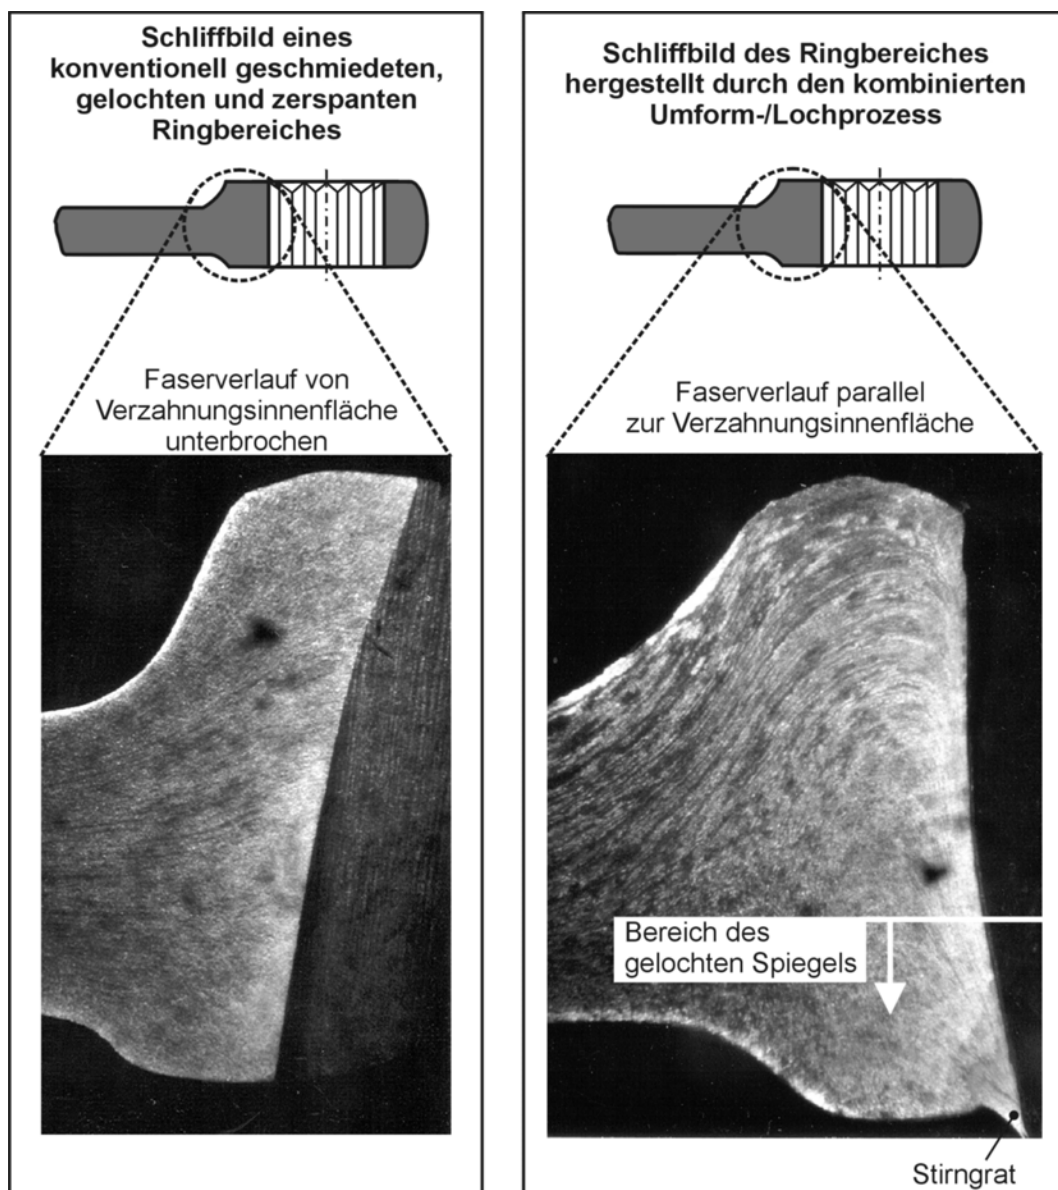 Schliffbild eines
konventionell geschmiedeten,
gelochten und zerspanten
Ringbereiches
Faserverlauf von
Verzahnungsinnenfläche
unterbrochen
Schliffbild des Ringbereiches
hergestellt durch den kombinierten
Umform-/Lochprozess
Faserverlauf parallel
zur Verzahnungsinnenfläche
Bereich des
gelochten Spiegels
Stirngrat